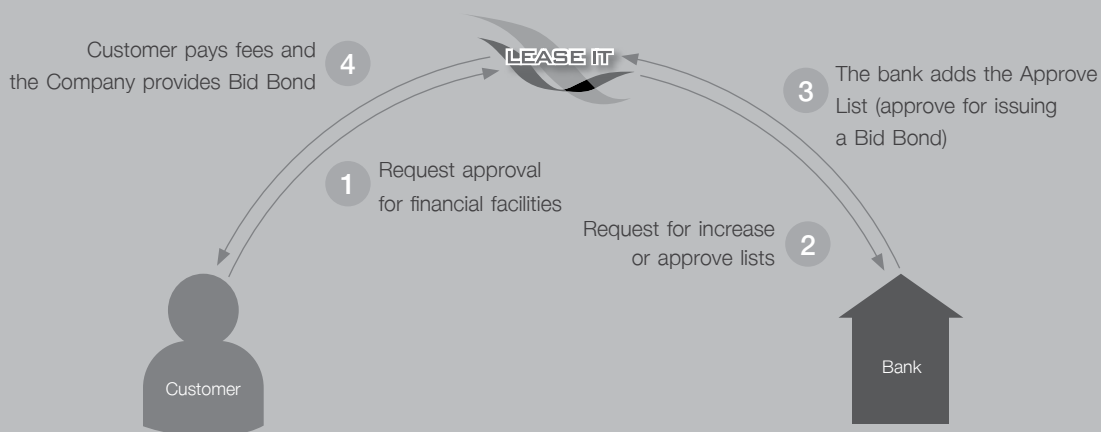 LEASE IT
Customer pays fees and
the Company provides Bid Bond
4
3
The bank adds the Approve
List (approve for issuing
a Bid Bond)
1
Request approval
for financial facilities
Request for increase
or approve lists
2
Customer
Bank